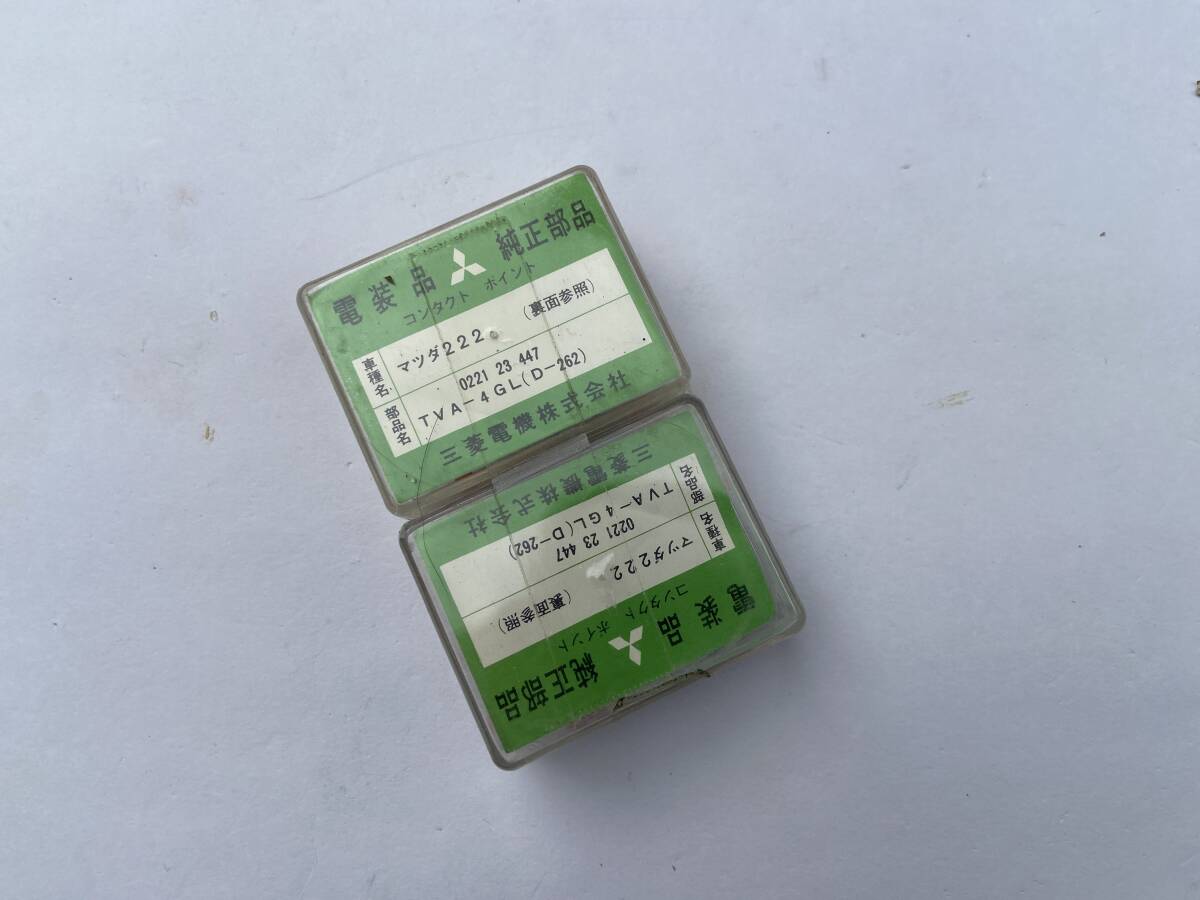 電装品 純正部品
コンタクト ポイント
車種名 マツダ222 (裏面参照)
0221 23 447
部品名 TVA-4GL(D-262)
三菱電機株式会社
電装品 純正部品
コンタクト ポイント
車種名 マツダ222 (裏面参照)
0221 23 447
部品名 TVA-4GL(D-262)
三菱電機株式会社